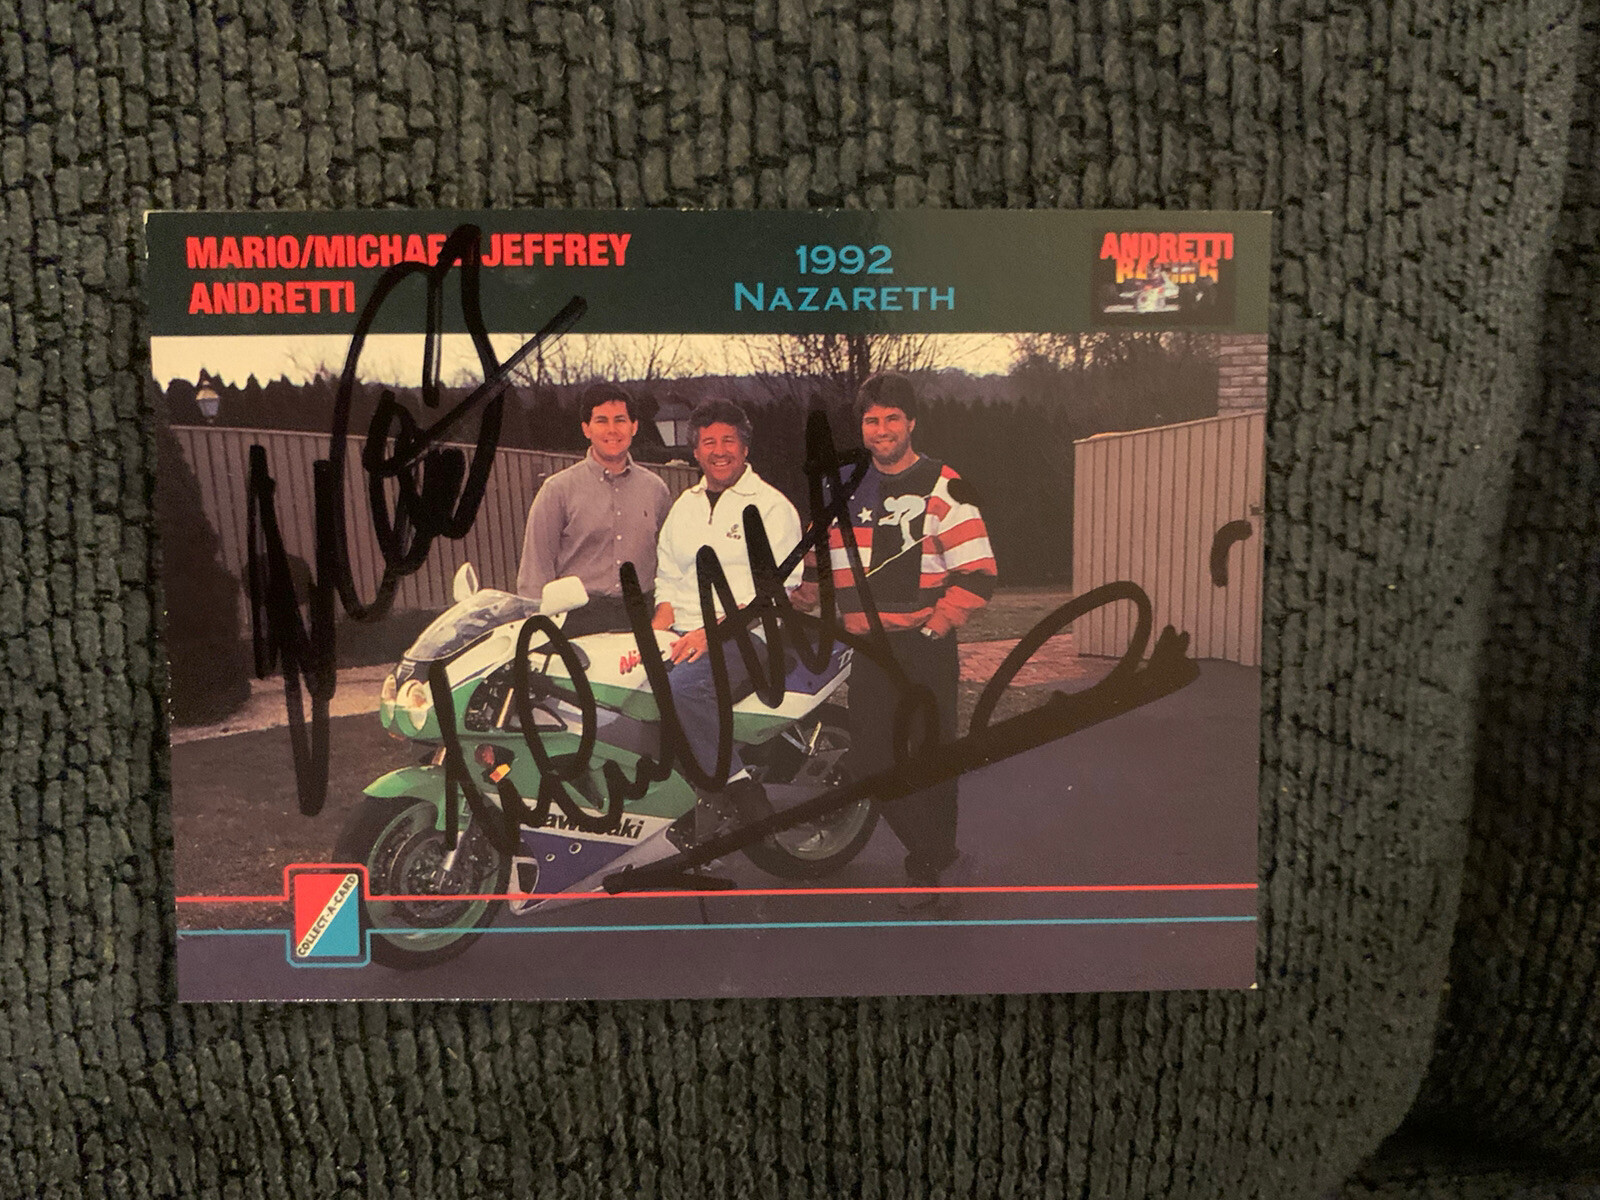 MARIO/MICHAEL/JEFFREY
ANDRETTI
1992
NAZARETH
ANDRETTI
RACING
Kawasaki
COLLECT-A-CARD